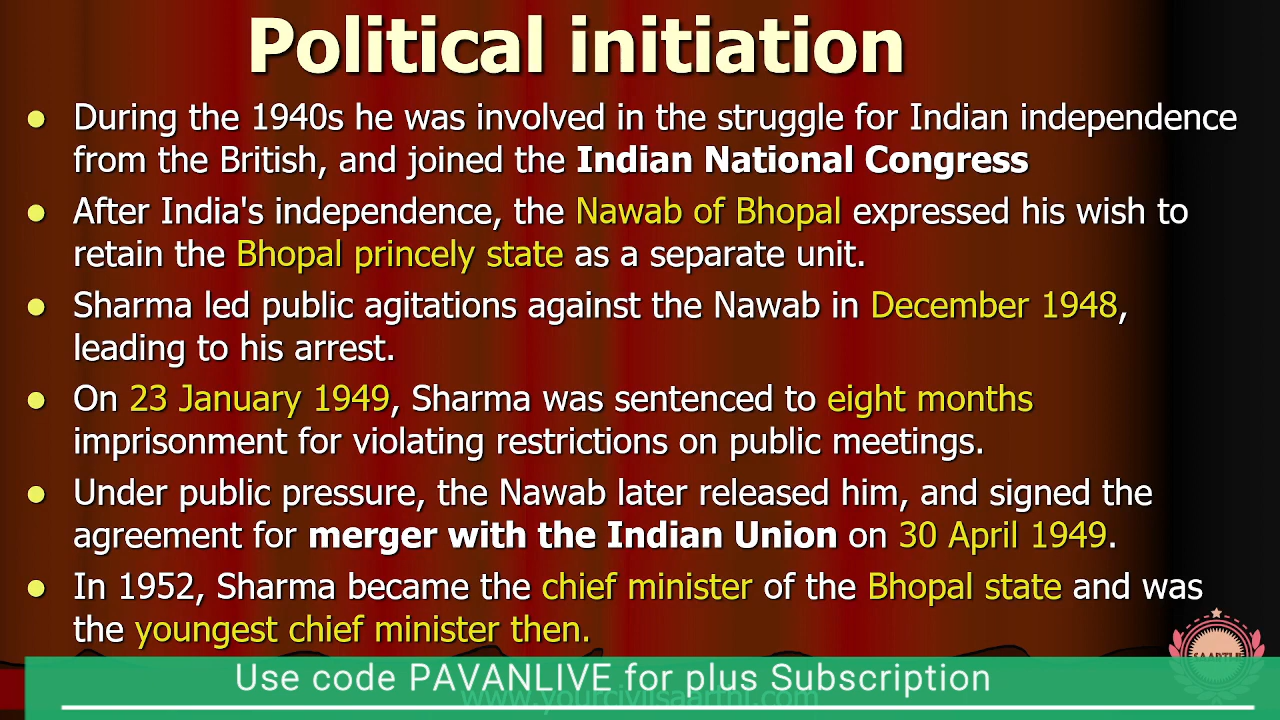 Political initiation
● During the 1940s he was involved in the struggle for Indian independence
from the British, and joined the Indian National Congress
● After India's independence, the Nawab of Bhopal expressed his wish to
retain the Bhopal princely state as a separate unit.
● Sharma led public agitations against the Nawab in December 1948,
leading to his arrest.
● On 23 January 1949, Sharma was sentenced to eight months
imprisonment for violating restrictions on public meetings.
● Under public pressure, the Nawab later released him, and signed the
agreement for merger with the Indian Union on 30 April 1949.
● In 1952, Sharma became the chief minister of the Bhopal state and was
the youngest chief minister then.
SAARTHI
Use code PAVANLIVE for plus Subscription
www.yourcivilsaarthi.com